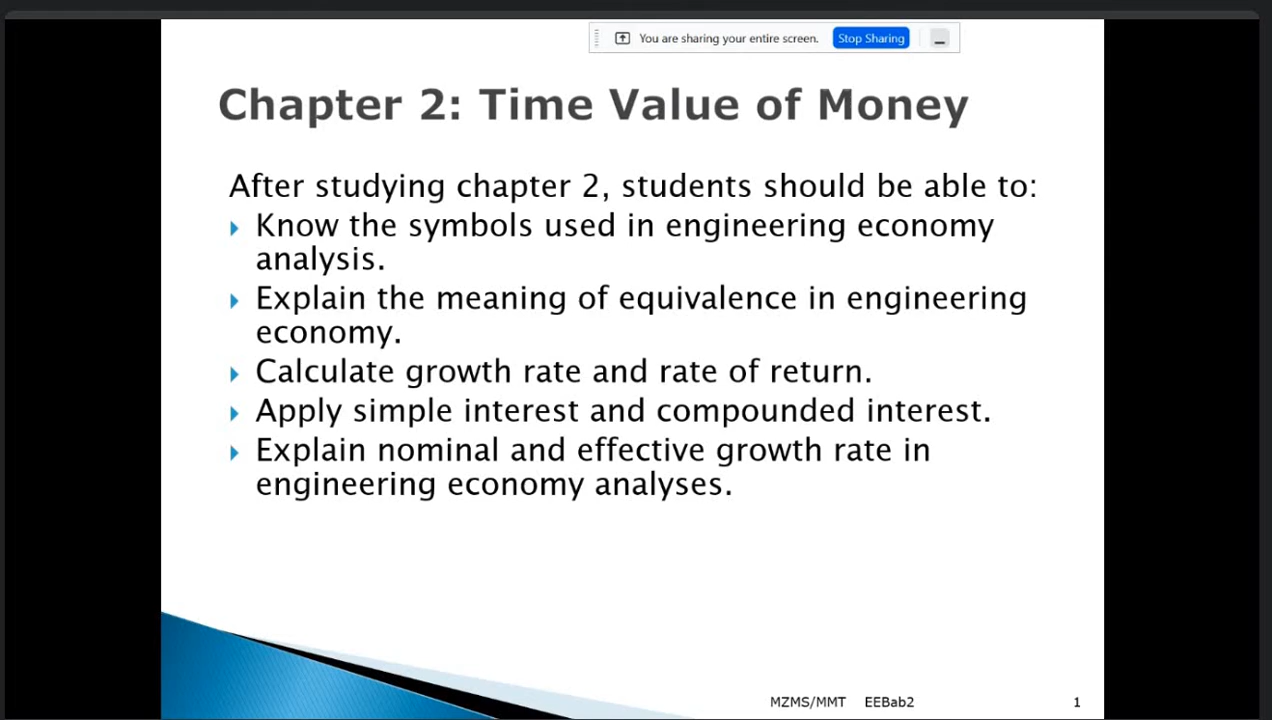 You are sharing your entire screen. Stop Sharing
Chapter 2: Time Value of Money
After studying chapter 2, students should be able to:
Know the symbols used in engineering economy
analysis.
Explain the meaning of equivalence in engineering
economy.
Calculate growth rate and rate of return.
Apply simple interest and compounded interest.
Explain nominal and effective growth rate in
engineering economy analyses.
MZMS/MMT EEBab2 1